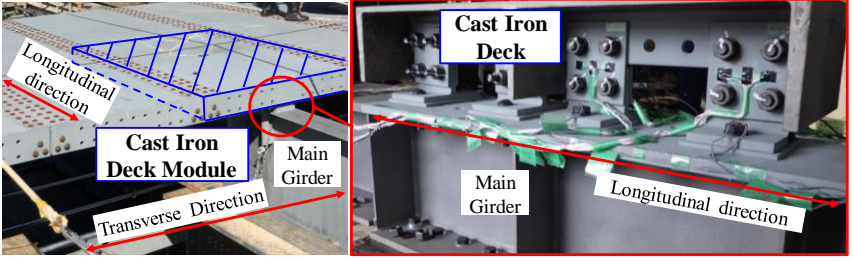 Longitudinal
direction
Cast Iron
Deck Module
Main
Girder
Transverse Direction
Cast Iron
Deck
Main
Girder
Longitudinal direction